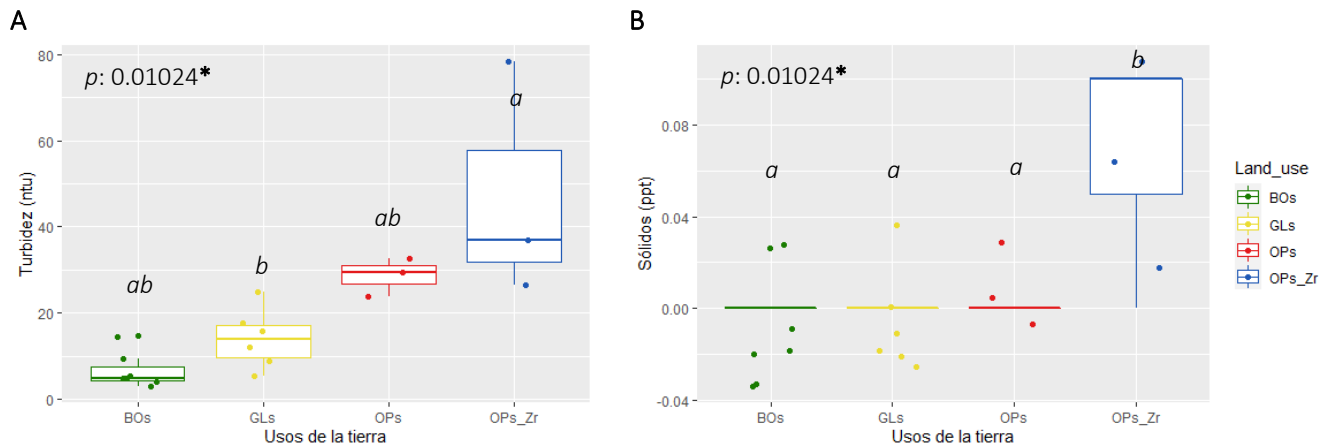 A
p: 0.01024*
80
60
40
20
0
Turbidez (ntu)
ab
b
ab
a
BOs
GLs
OPs
OPs_Zr
Usos de la tierra
B
p: 0.01024*
0.08
0.04
0.00
-0.04
Sólidos (ppt)
a
a
a
b
BOs
GLs
OPs
OPs_Zr
Usos de la tierra
Land_use
BOs
GLs
OPs
OPs_Zr